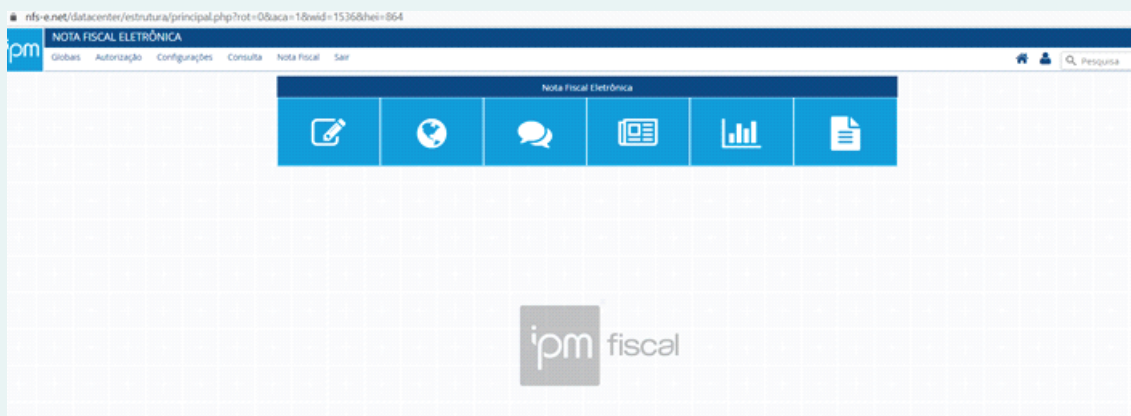 nfs-e.net/datacenter/estrutura/principal.php?rot=0&aca=1&wid=1536&hei=864
NOTA FISCAL ELETRÔNICA
ipm
Globais Autorização Configurações Consulta Nota Fiscal Sair Pesquisa
Nota Fiscal Eletrônica
ipm fiscal